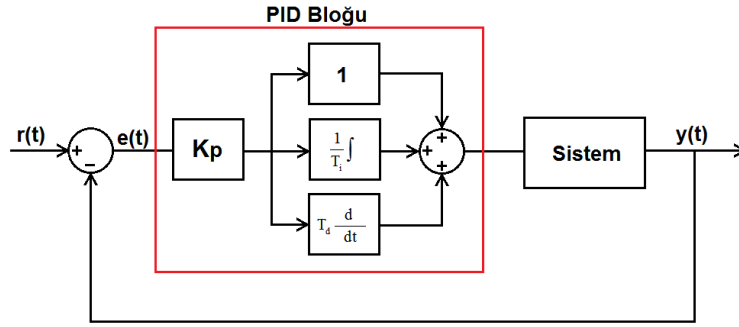 PID Bloğu
r(t)
+
−
e(t)
Kp
1
1/Ti ∫
Td d/dt
+
+
+
Sistem
y(t)